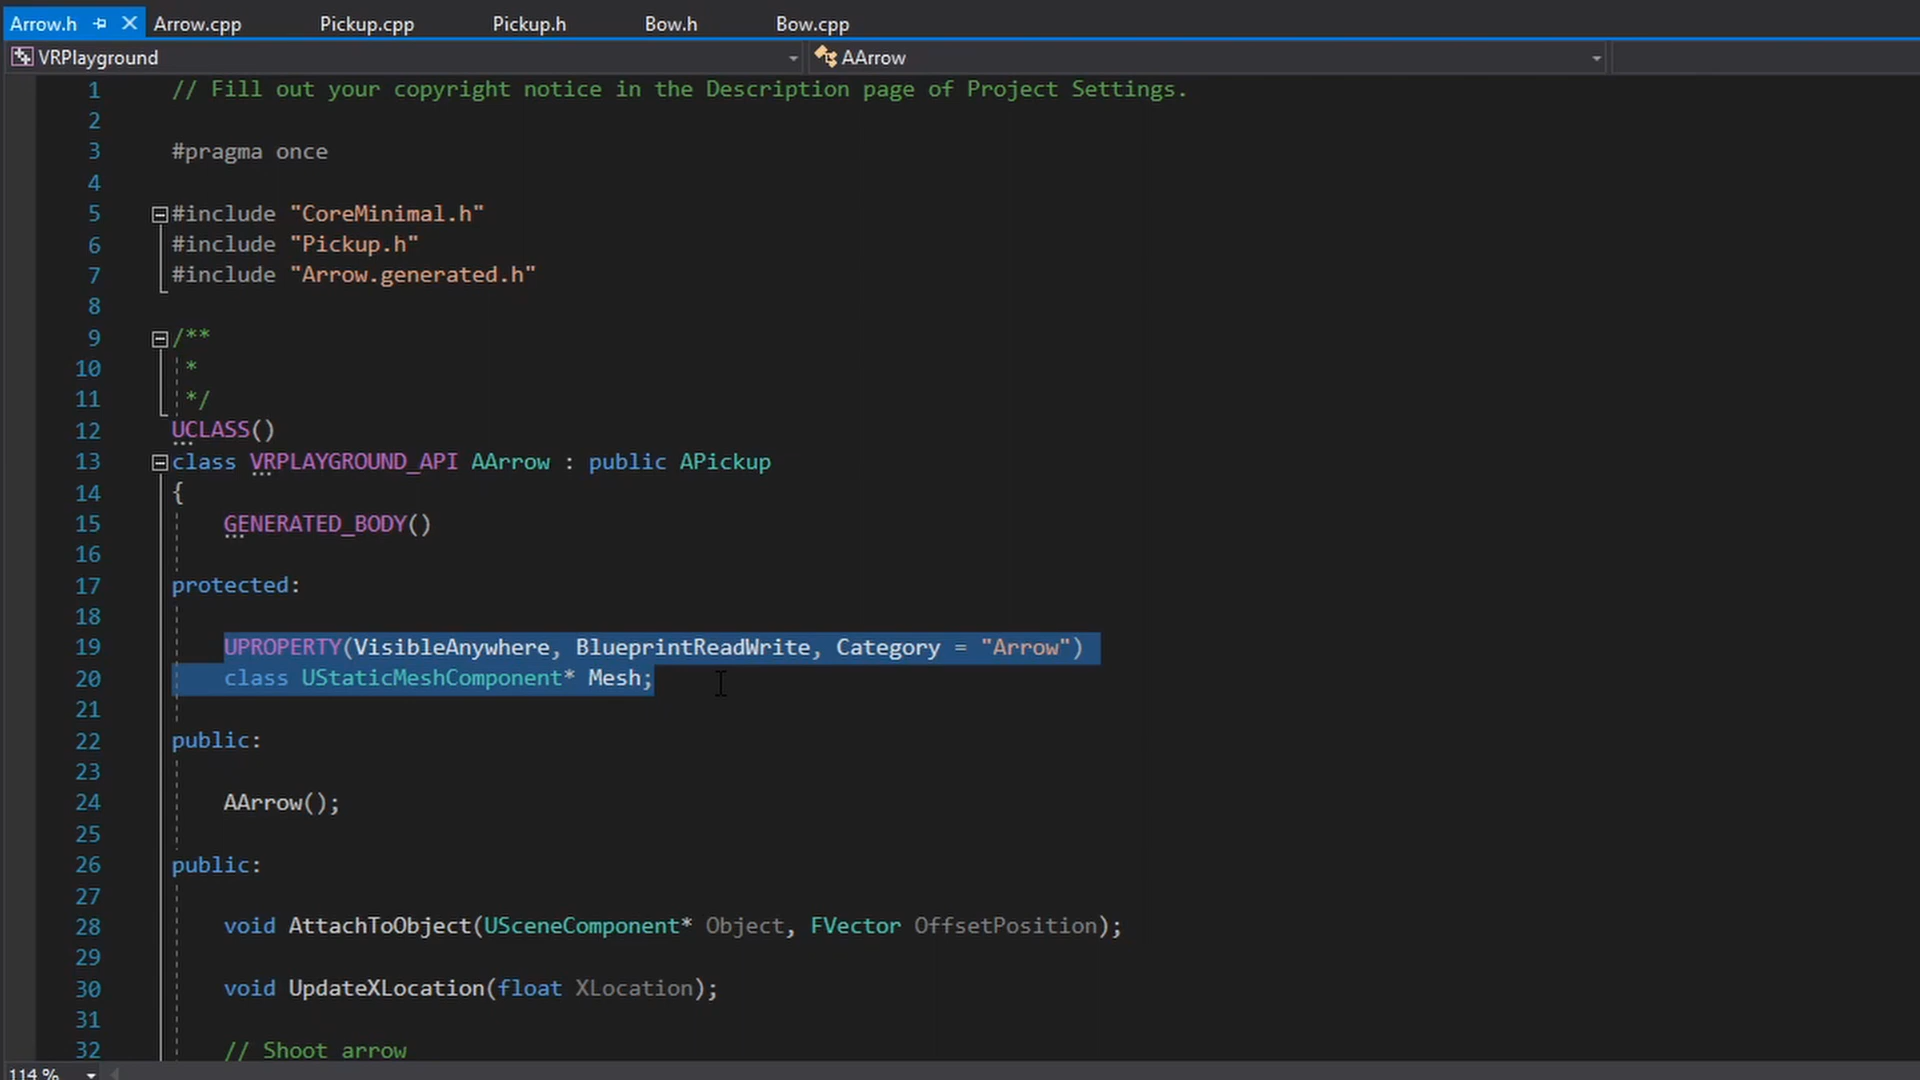 Arrow.h Arrow.cpp Pickup.cpp Pickup.h Bow.h Bow.cpp
VRPlayground AArrow
1 // Fill out your copyright notice in the Description page of Project Settings.
2
3 #pragma once
4
5 #include "CoreMinimal.h"
6 #include "Pickup.h"
7 #include "Arrow.generated.h"
8
9 /**
10 *
11 */
12 UCLASS()
13 class VRPLAYGROUND_API AArrow : public APickup
14 {
15 GENERATED_BODY()
16
17 protected:
18
19 UPROPERTY(VisibleAnywhere, BlueprintReadWrite, Category = "Arrow")
20 class UStaticMeshComponent* Mesh;
21
22 public:
23
24 AArrow();
25
26 public:
27
28 void AttachToObject(USceneComponent* Object, FVector OffsetPosition);
29
30 void UpdateXLocation(float XLocation);
31
32 // Shoot arrow
114 %